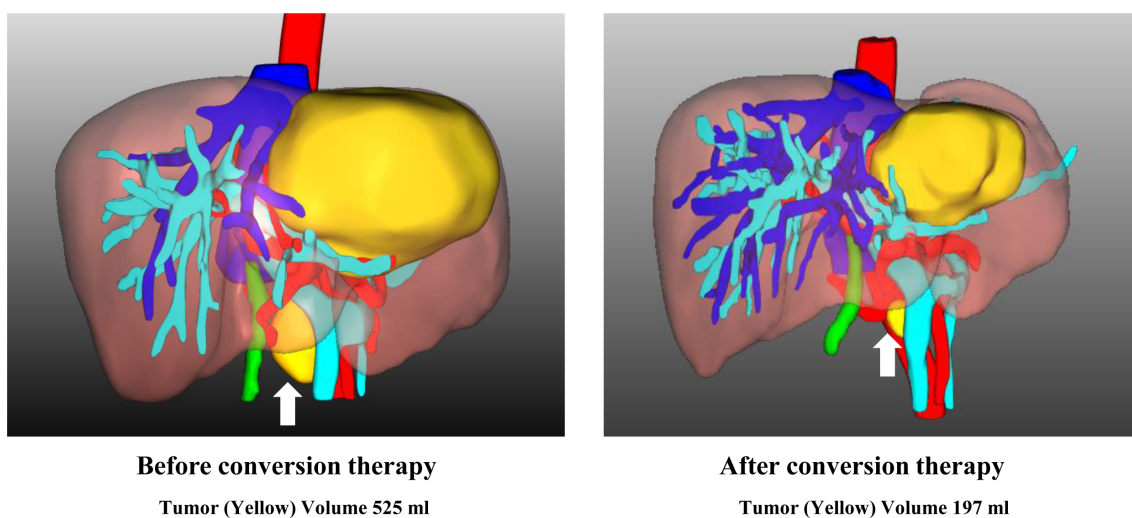 Before conversion therapy
Tumor (Yellow) Volume 525 ml
After conversion therapy
Tumor (Yellow) Volume 197 ml